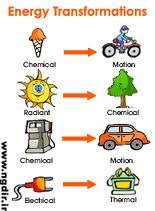 Energy Transformations
Chemical Motion
Radiant Chemical
Chemical Motion
Electrical Thermal
www.ngdir.ir